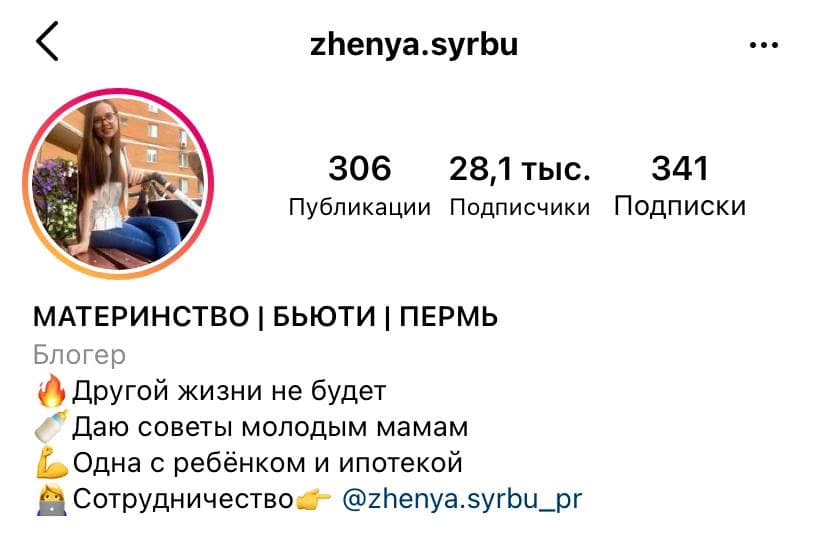 zhenya.syrbu
306 28,1 тыс. 341
Публикации Подписчики Подписки
МАТЕРИНСТВО | БЬЮТИ | ПЕРМЬ
Блогер
🔥Другой жизни не будет
🍼Даю советы молодым мамам
💪Одна с ребёнком и ипотекой
👩‍💻Сотрудничество👉 @zhenya.syrbu_pr